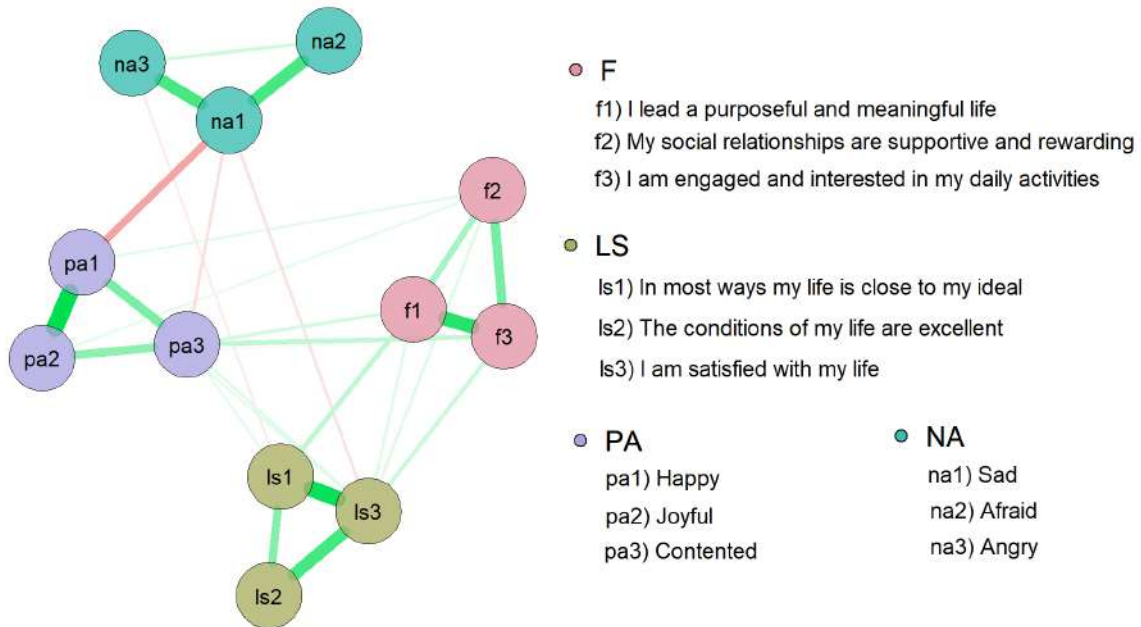 na2
na3
na1
f2
pa1
f1
f3
pa2
pa3
ls1
ls3
ls2
F
f1) I lead a purposeful and meaningful life
f2) My social relationships are supportive and rewarding
f3) I am engaged and interested in my daily activities
LS
ls1) In most ways my life is close to my ideal
ls2) The conditions of my life are excellent
ls3) I am satisfied with my life
PA
pa1) Happy
pa2) Joyful
pa3) Contented
NA
na1) Sad
na2) Afraid
na3) Angry